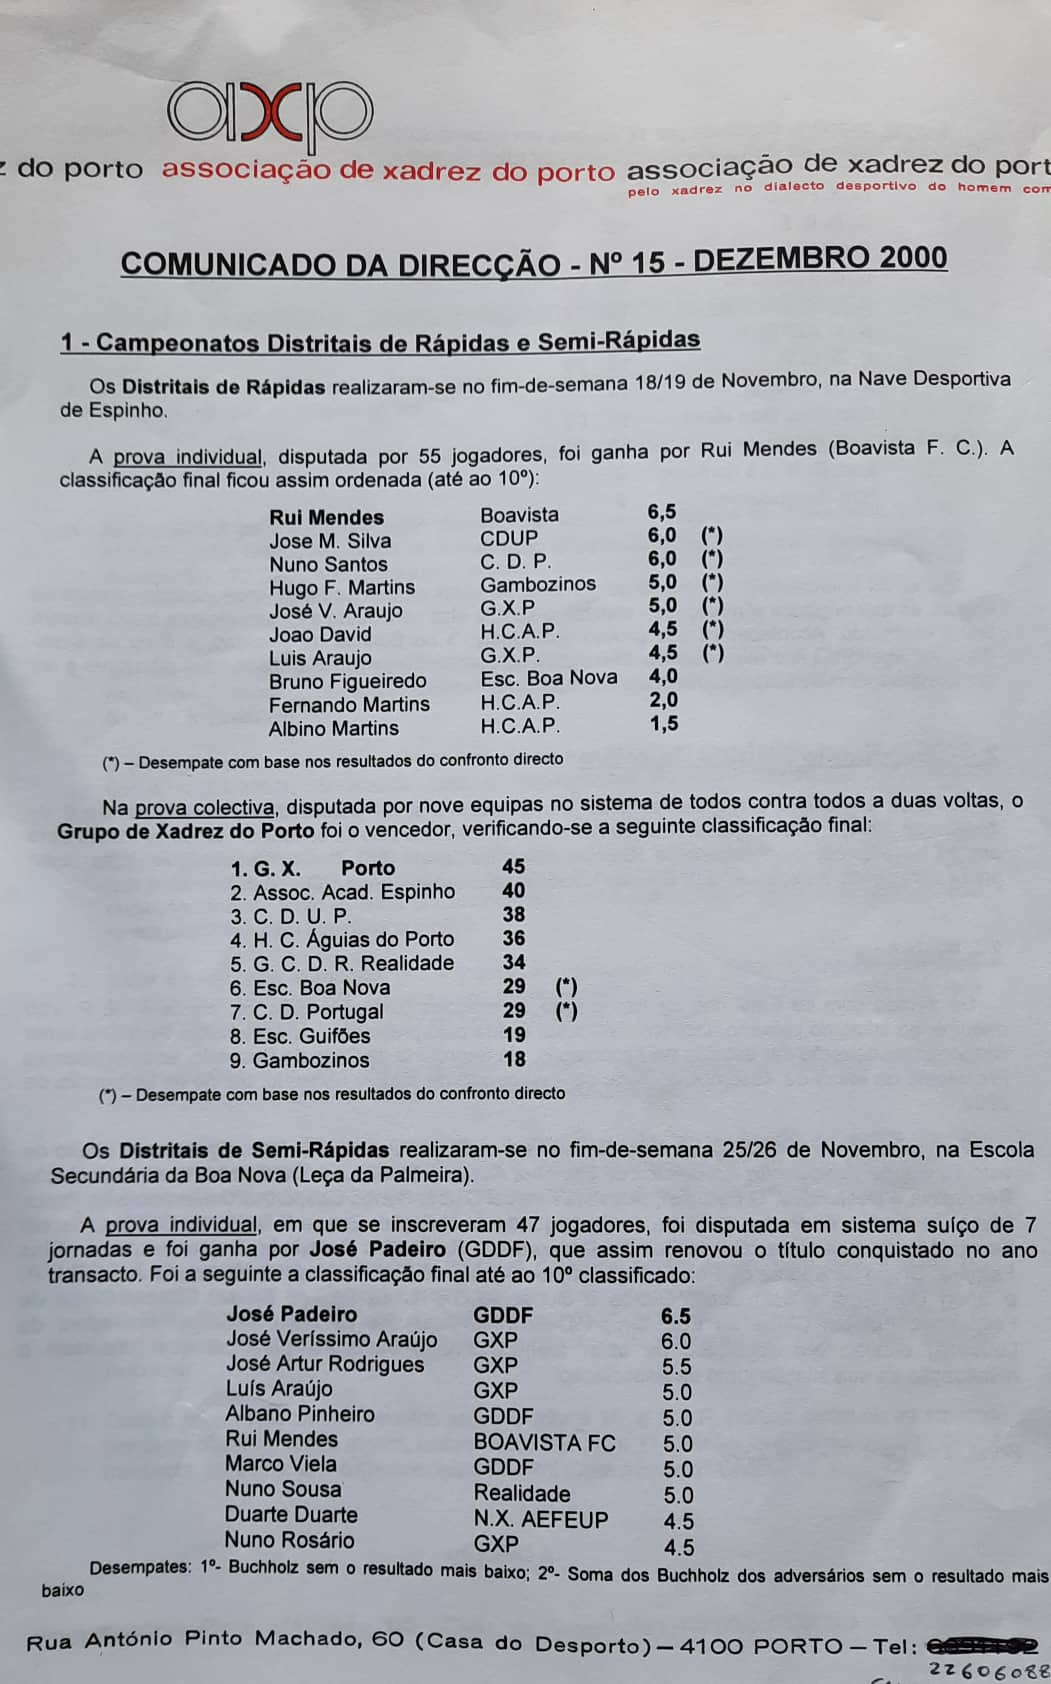 axp
z do porto associação de xadrez do porto associação de xadrez do port
pelo xadrez no dialecto desportivo do homem com
COMUNICADO DA DIRECÇÃO - Nº 15 - DEZEMBRO 2000
1 - Campeonatos Distritais de Rápidas e Semi-Rápidas
Os Distritais de Rápidas realizaram-se no fim-de-semana 18/19 de Novembro, na Nave Desportiva
de Espinho.
A prova individual, disputada por 55 jogadores, foi ganha por Rui Mendes (Boavista F. C.). A
classificação final ficou assim ordenada (até ao 10º):
Rui Mendes Boavista 6,5
Jose M. Silva CDUP 6,0 (*)
Nuno Santos C. D. P. 6,0 (*)
Hugo F. Martins Gambozinos 5,0 (*)
José V. Araujo G.X.P 5,0 (*)
Joao David H.C.A.P. 4,5 (*)
Luis Araujo G.X.P. 4,5 (*)
Bruno Figueiredo Esc. Boa Nova 4,0
Fernando Martins H.C.A.P. 2,0
Albino Martins H.C.A.P. 1,5
(*) – Desempate com base nos resultados do confronto directo
Na prova colectiva, disputada por nove equipas no sistema de todos contra todos a duas voltas, o
Grupo de Xadrez do Porto foi o vencedor, verificando-se a seguinte classificação final:
1. G. X. Porto 45
2. Assoc. Acad. Espinho 40
3. C. D. U. P. 38
4. H. C. Águias do Porto 36
5. G. C. D. R. Realidade 34
6. Esc. Boa Nova 29 (*)
7. C. D. Portugal 29 (*)
8. Esc. Guifões 19
9. Gambozinos 18
(*) – Desempate com base nos resultados do confronto directo
Os Distritais de Semi-Rápidas realizaram-se no fim-de-semana 25/26 de Novembro, na Escola
Secundária da Boa Nova (Leça da Palmeira).
A prova individual, em que se inscreveram 47 jogadores, foi disputada em sistema suíço de 7
jornadas e foi ganha por José Padeiro (GDDF), que assim renovou o título conquistado no ano
transacto. Foi a seguinte a classificação final até ao 10º classificado:
José Padeiro GDDF 6.5
José Veríssimo Araújo GXP 6.0
José Artur Rodrigues GXP 5.5
Luís Araújo GXP 5.0
Albano Pinheiro GDDF 5.0
Rui Mendes BOAVISTA FC 5.0
Marco Viela GDDF 5.0
Nuno Sousa Realidade 5.0
Duarte Duarte N.X. AEFEUP 4.5
Nuno Rosário GXP 4.5
Desempates: 1º- Buchholz sem o resultado mais baixo; 2º- Soma dos Buchholz dos adversários sem o resultado mais
baixo
Rua António Pinto Machado, 60 (Casa do Desporto) – 4100 PORTO – Tel:
22606088